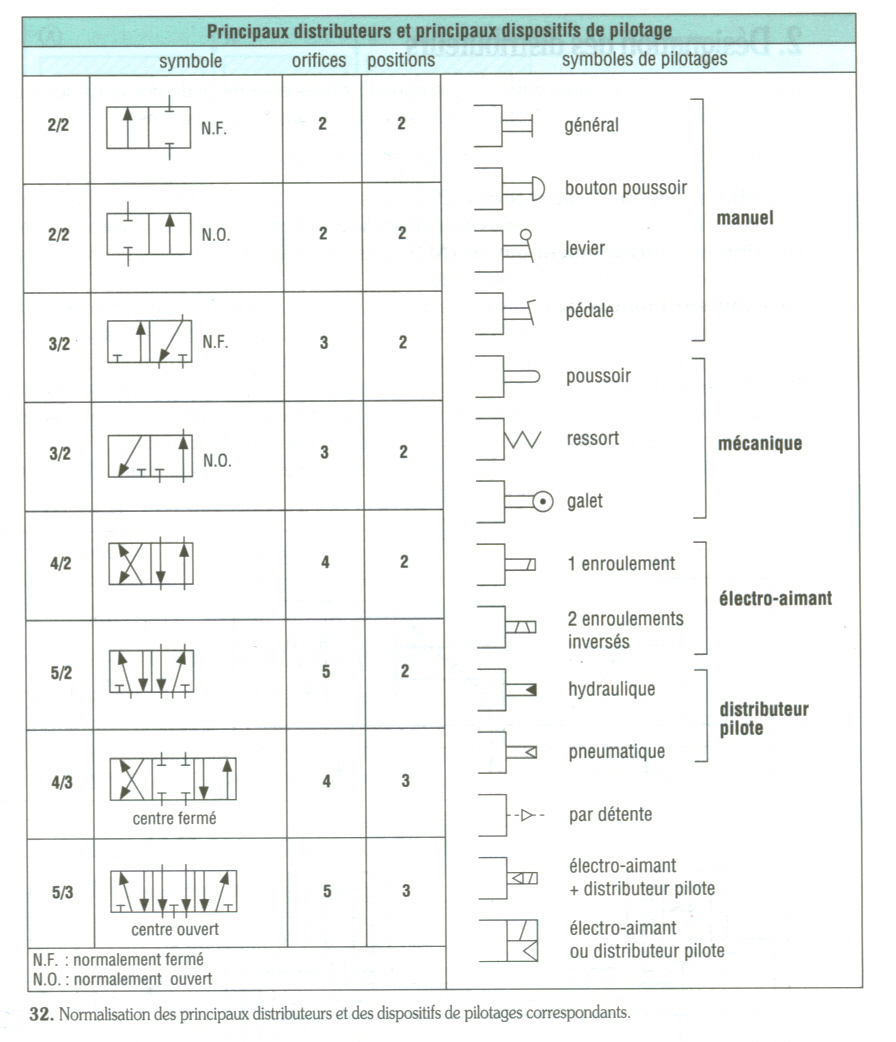 Principaux distributeurs et principaux dispositifs de pilotage
symbole orifices positions symboles de pilotages
2/2 N.F. 2 2
2/2 N.O. 2 2
3/2 N.F. 3 2
3/2 N.O. 3 2
4/2 4 2
5/2 5 2
4/3 centre fermé 4 3
5/3 centre ouvert 5 3
N.F. : normalement fermé
N.O. : normalement ouvert
général
bouton poussoir
levier
pédale
manuel
poussoir
ressort
galet
mécanique
1 enroulement
2 enroulements
inversés
électro-aimant
hydraulique
pneumatique
distributeur
pilote
par détente
électro-aimant
+ distributeur pilote
électro-aimant
ou distributeur pilote
32. Normalisation des principaux distributeurs et des dispositifs de pilotages correspondants.